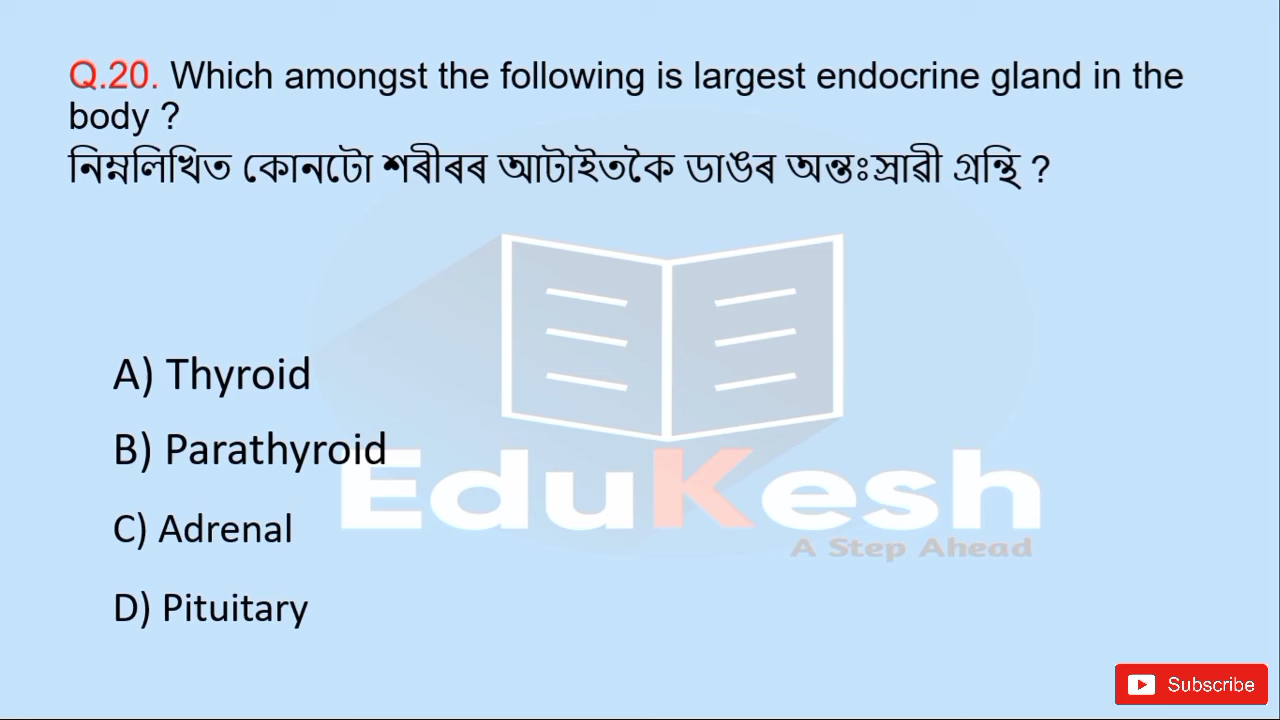 Q.20. Which amongst the following is largest endocrine gland in the
body ?
নিম্নলিখিত কোনটো শৰীৰৰ আটাইতকৈ ডাঙৰ অন্তঃস্ৰাৱী গ্ৰন্থি ?
A) Thyroid
B) Parathyroid
C) Adrenal
D) Pituitary
EduKesh
A Step Ahead
Subscribe